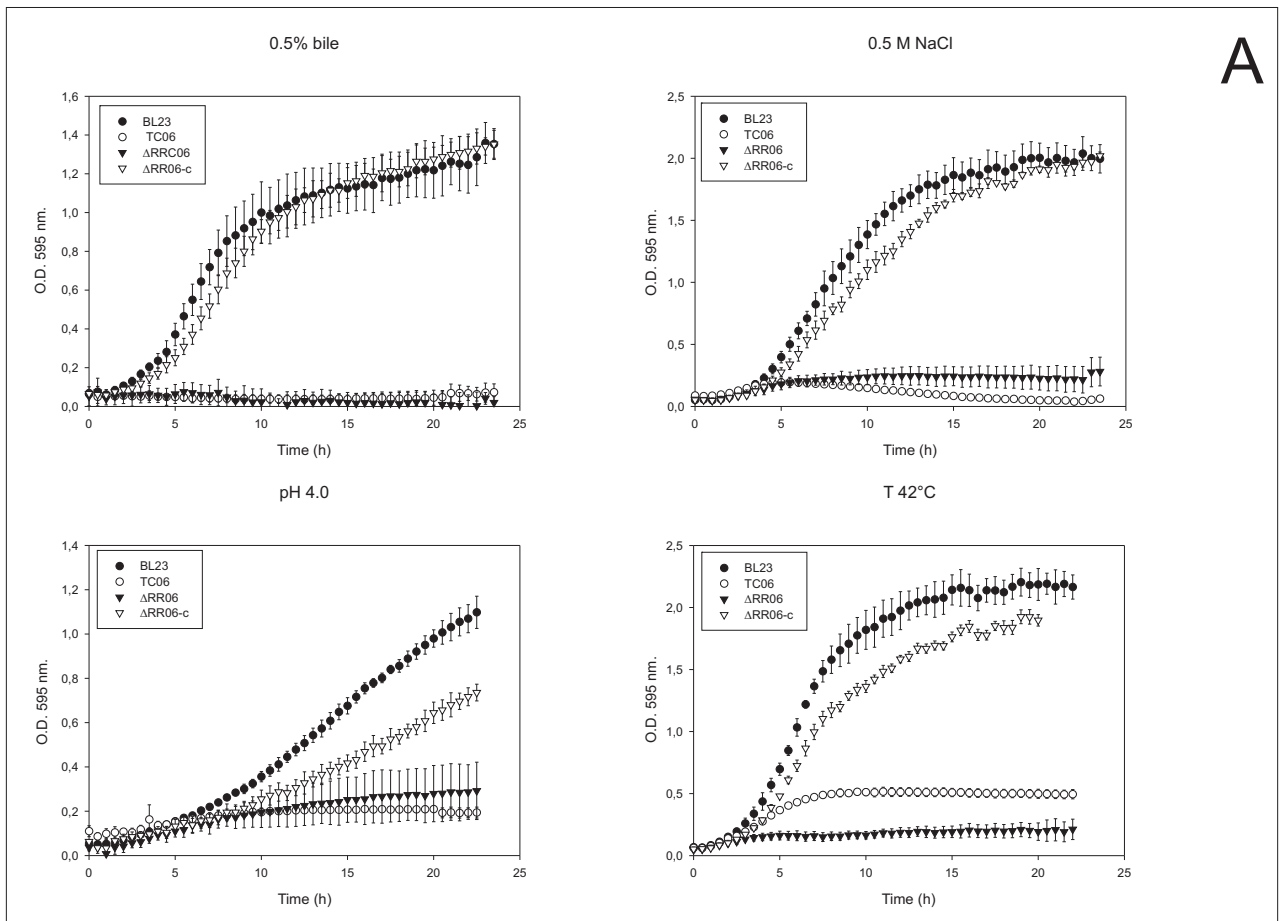 A
0.5% bile
1,6
1,4
1,2
1,0
0,8
0,6
0,4
0,2
0,0
O.D. 595 nm.
BL23
TC06
ΔRRC06
ΔRR06-c
0 5 10 15 20 25
Time (h)
0.5 M NaCl
2,5
2,0
1,5
1,0
0,5
0,0
O.D. 595 nm.
BL23
TC06
ΔRR06
ΔRR06-c
0 5 10 15 20 25
Time (h)
pH 4.0
1,4
1,2
1,0
0,8
0,6
0,4
0,2
0,0
O.D. 595 nm.
BL23
TC06
ΔRR06
ΔRR06-c
0 5 10 15 20 25
Time (h)
T 42°C
2,5
2,0
1,5
1,0
0,5
0,0
O.D. 595 nm.
BL23
TC06
ΔRR06
ΔRR06-c
0 5 10 15 20 25
Time (h)